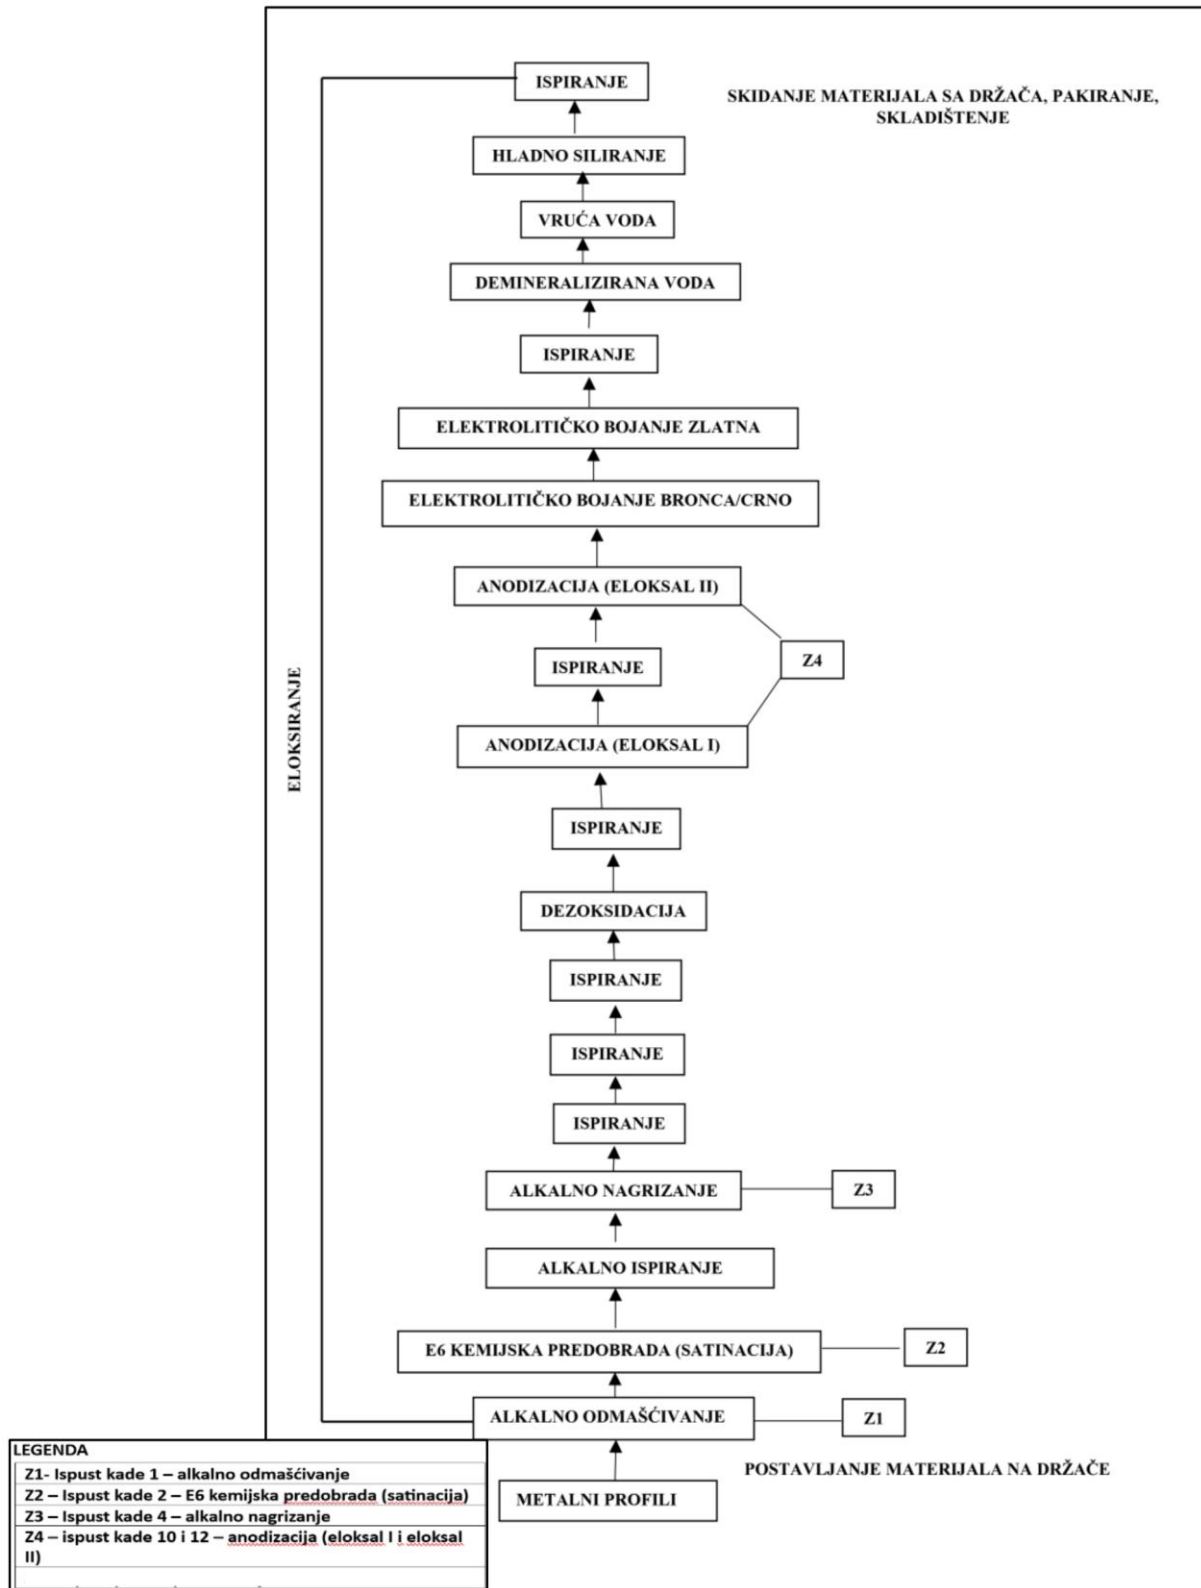 ISPIRANJE
SKIDANJE MATERIJALA SA DRŽAČA, PAKIRANJE,
SKLADIŠTENJE
HLADNO SILIRANJE
VRUĆA VODA
DEMINERALIZIRANA VODA
ISPIRANJE
ELEKTROLITIČKO BOJANJE ZLATNA
ELEKTROLITIČKO BOJANJE BRONCA/CRNO
ANODIZACIJA (ELOKSAL II)
Z4
ISPIRANJE
ANODIZACIJA (ELOKSAL I)
ELOKSIRANJE
ISPIRANJE
DEZOKSIDACIJA
ISPIRANJE
ISPIRANJE
ISPIRANJE
ALKALNO NAGRIZANJE
Z3
ALKALNO ISPIRANJE
E6 KEMIJSKA PREDOBRADA (SATINACIJA)
Z2
ALKALNO ODMAŠĆIVANJE
Z1
POSTAVLJANJE MATERIJALA NA DRŽAČE
METALNI PROFILI
LEGENDA
Z1- Ispust kade 1 – alkalno odmašćivanje
Z2 – Ispust kade 2 – E6 kemijska predobrada (satinacija)
Z3 – Ispust kade 4 – alkalno nagrizanje
Z4 – ispust kade 10 i 12 – anodizacija (eloksal I i eloksal
II)